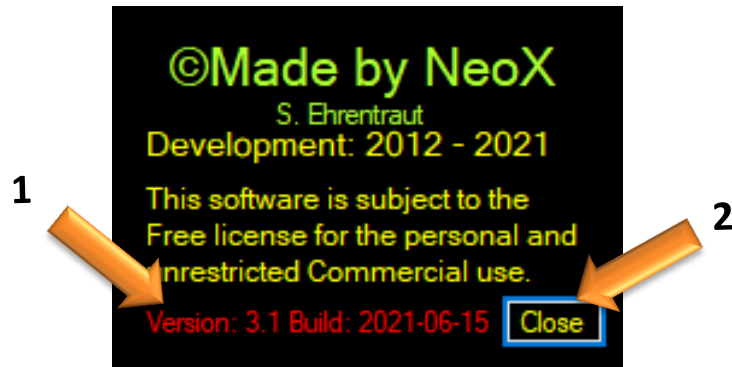 ©Made by NeoX
S. Ehrentraut
Development: 2012 - 2021
1
This software is subject to the
2
Free license for the personal and
unrestricted Commercial use.
Version: 3.1 Build: 2021-06-15 Close